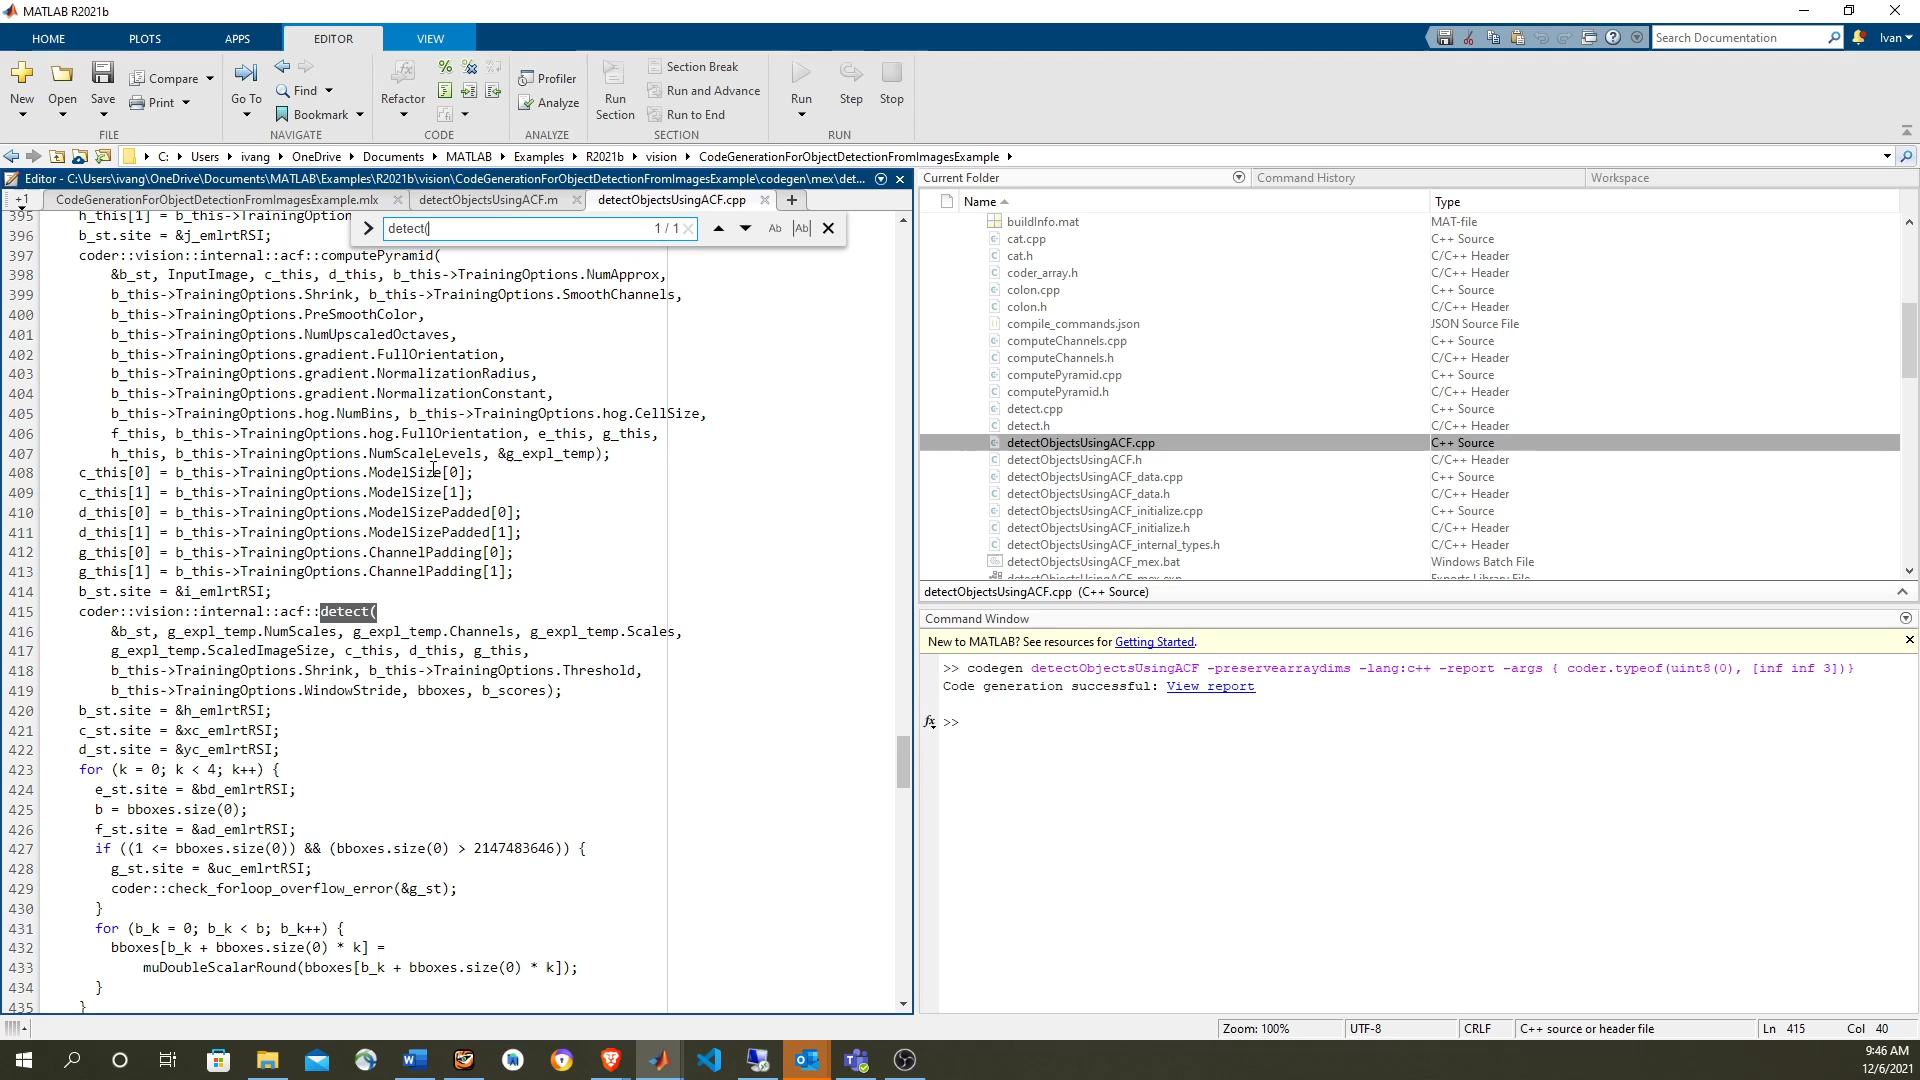 MATLAB R2021b
HOME PLOTS APPS EDITOR VIEW
Search Documentation
Ivan
New Open Save Compare Print
Go To Find Bookmark
Refactor
Profiler Analyze
Run Section
Section Break
Run and Advance
Run to End
Run Step Stop
FILE NAVIGATE CODE ANALYZE SECTION RUN
C: Users ivang OneDrive Documents MATLAB Examples R2021b vision CodeGenerationForObjectDetectionFromImagesExample
Editor - C:\Users\ivang\OneDrive\Documents\MATLAB\Examples\R2021b\vision\CodeGenerationForObjectDetectionFromImagesExample\codegen\mex\det...
+1 CodeGenerationForObjectDetectionFromImagesExample.mlx detectObjectsUsingACF.m detectObjectsUsingACF.cpp
detect( 1 / 1 Ab |Ab|
395 h_this[1] = b_this->TrainingOption
396 b_st.site = &j_emlrtRSI;
397 coder::vision::internal::acf::computePyramid(
398 &b_st, InputImage, c_this, d_this, b_this->TrainingOptions.NumApprox,
399 b_this->TrainingOptions.Shrink, b_this->TrainingOptions.SmoothChannels,
400 b_this->TrainingOptions.PreSmoothColor,
401 b_this->TrainingOptions.NumUpscaledOctaves,
402 b_this->TrainingOptions.gradient.FullOrientation,
403 b_this->TrainingOptions.gradient.NormalizationRadius,
404 b_this->TrainingOptions.gradient.NormalizationConstant,
405 b_this->TrainingOptions.hog.NumBins, b_this->TrainingOptions.hog.CellSize,
406 f_this, b_this->TrainingOptions.hog.FullOrientation, e_this, g_this,
407 h_this, b_this->TrainingOptions.NumScaleLevels, &g_expl_temp);
408 c_this[0] = b_this->TrainingOptions.ModelSize[0];
409 c_this[1] = b_this->TrainingOptions.ModelSize[1];
410 d_this[0] = b_this->TrainingOptions.ModelSizePadded[0];
411 d_this[1] = b_this->TrainingOptions.ModelSizePadded[1];
412 g_this[0] = b_this->TrainingOptions.ChannelPadding[0];
413 g_this[1] = b_this->TrainingOptions.ChannelPadding[1];
414 b_st.site = &i_emlrtRSI;
415 coder::vision::internal::acf::detect(
416 &b_st, g_expl_temp.NumScales, g_expl_temp.Channels, g_expl_temp.Scales,
417 g_expl_temp.ScaledImageSize, c_this, d_this, g_this,
418 b_this->TrainingOptions.Shrink, b_this->TrainingOptions.Threshold,
419 b_this->TrainingOptions.WindowStride, bboxes, b_scores);
420 b_st.site = &h_emlrtRSI;
421 c_st.site = &xc_emlrtRSI;
422 d_st.site = &yc_emlrtRSI;
423 for (k = 0; k < 4; k++) {
424 e_st.site = &bd_emlrtRSI;
425 b = bboxes.size(0);
426 f_st.site = &ad_emlrtRSI;
427 if ((1 <= bboxes.size(0)) && (bboxes.size(0) > 2147483646)) {
428 g_st.site = &uc_emlrtRSI;
429 coder::check_forloop_overflow_error(&g_st);
430 }
431 for (b_k = 0; b_k < b; b_k++) {
432 bboxes[b_k + bboxes.size(0) * k] =
433 muDoubleScalarRound(bboxes[b_k + bboxes.size(0) * k]);
434 }
435 }
Current Folder Command History Workspace
Name Type
buildInfo.mat MAT-file
cat.cpp C++ Source
cat.h C/C++ Header
coder_array.h C/C++ Header
colon.cpp C++ Source
colon.h C/C++ Header
compile_commands.json JSON Source File
computeChannels.cpp C++ Source
computeChannels.h C/C++ Header
computePyramid.cpp C++ Source
computePyramid.h C/C++ Header
detect.cpp C++ Source
detect.h C/C++ Header
detectObjectsUsingACF.cpp C++ Source
detectObjectsUsingACF.h C/C++ Header
detectObjectsUsingACF_data.cpp C++ Source
detectObjectsUsingACF_data.h C/C++ Header
detectObjectsUsingACF_initialize.cpp C++ Source
detectObjectsUsingACF_initialize.h C/C++ Header
detectObjectsUsingACF_internal_types.h C/C++ Header
detectObjectsUsingACF_mex.bat Windows Batch File
detectObjectsUsingACF_mex.exp Exports Library File
detectObjectsUsingACF.cpp (C++ Source)
Command Window
New to MATLAB? See resources for Getting Started.
>> codegen detectObjectsUsingACF -preservearraydims -lang:c++ -report -args { coder.typeof(uint8(0), [inf inf 3])}
Code generation successful: View report
fx >>
Zoom: 100% UTF-8 CRLF C++ source or header file Ln 415 Col 40
9:46 AM
12/6/2021